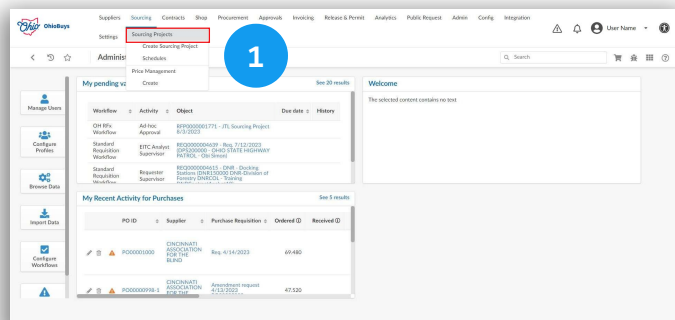 Suppliers Sourcing Contracts Shop Procurement Approvals Invoicing Release & Permit Analytics Public Request Admin Config Integration
Ohio OhioBuys
Settings
User Name
Sourcing Projects
Create Sourcing Project
Schedules
Price Management
Create
1
Adminis
Search
My pending va
See 20 results
Welcome
The selected content contains no text
Manage Users
Configure Profiles
Browse Data
Import Data
Configure Workflows
Workflow Activity Object Due date History
OH RFx Workflow
Ad-hoc Approval
RFP0000001771 - JTL Sourcing Project 8/3/2023
Standard Requisition Workflow
EITC Analyst Supervisor
REQ0000004639 - Req. 7/12/2023 (DPS200000 - OHIO STATE HIGHWAY PATROL - Obi Simon)
Standard Requisition
Requester Supervisor
REQ0000004615 - DNR - Docking Stations (DNR150000 DNR-Division of Forestry DNRCOL - Training
My Recent Activity for Purchases
See 5 results
PO ID Supplier Purchase Requisition Ordered Received
PO00001000
CINCINNATI ASSOCIATION FOR THE BLIND
Req. 4/14/2023
69.480
PO00000998-1
CINCINNATI ASSOCIATION FOR THE
Amendment request 4/13/2023
47.520